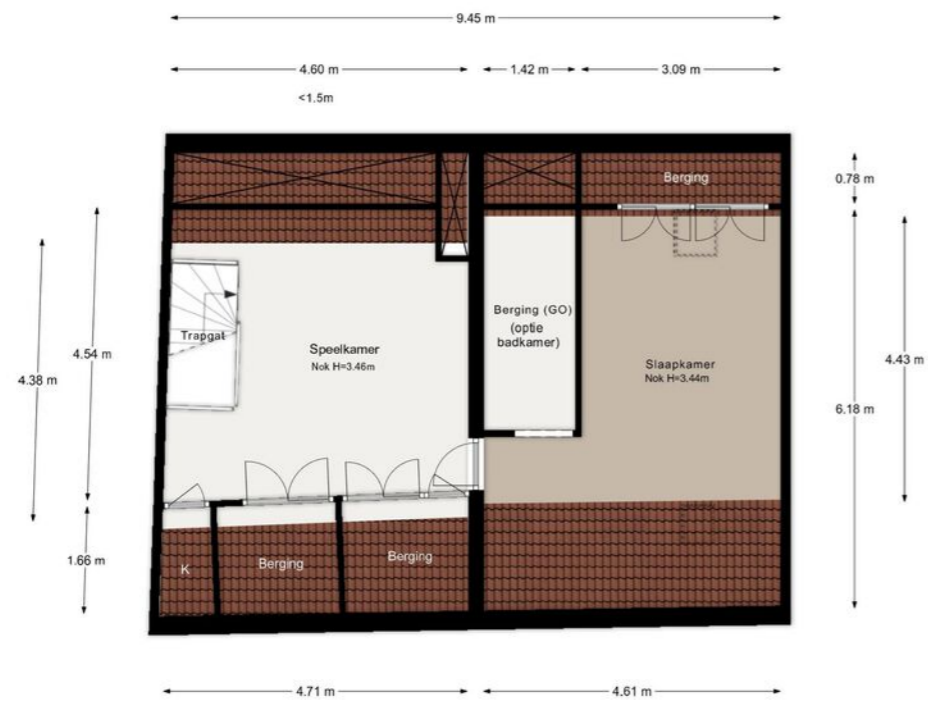 9.45 m
4.60 m
1.42 m
3.09 m
<1.5m
Berging
0.78 m
Berging (GO)
(optie
badkamer)
Trapgat
Speelkamer
Nok H=3.46m
Slaapkamer
Nok H=3.44m
4.54 m
4.38 m
4.43 m
6.18 m
1.66 m
K
Berging
Berging
4.71 m
4.61 m